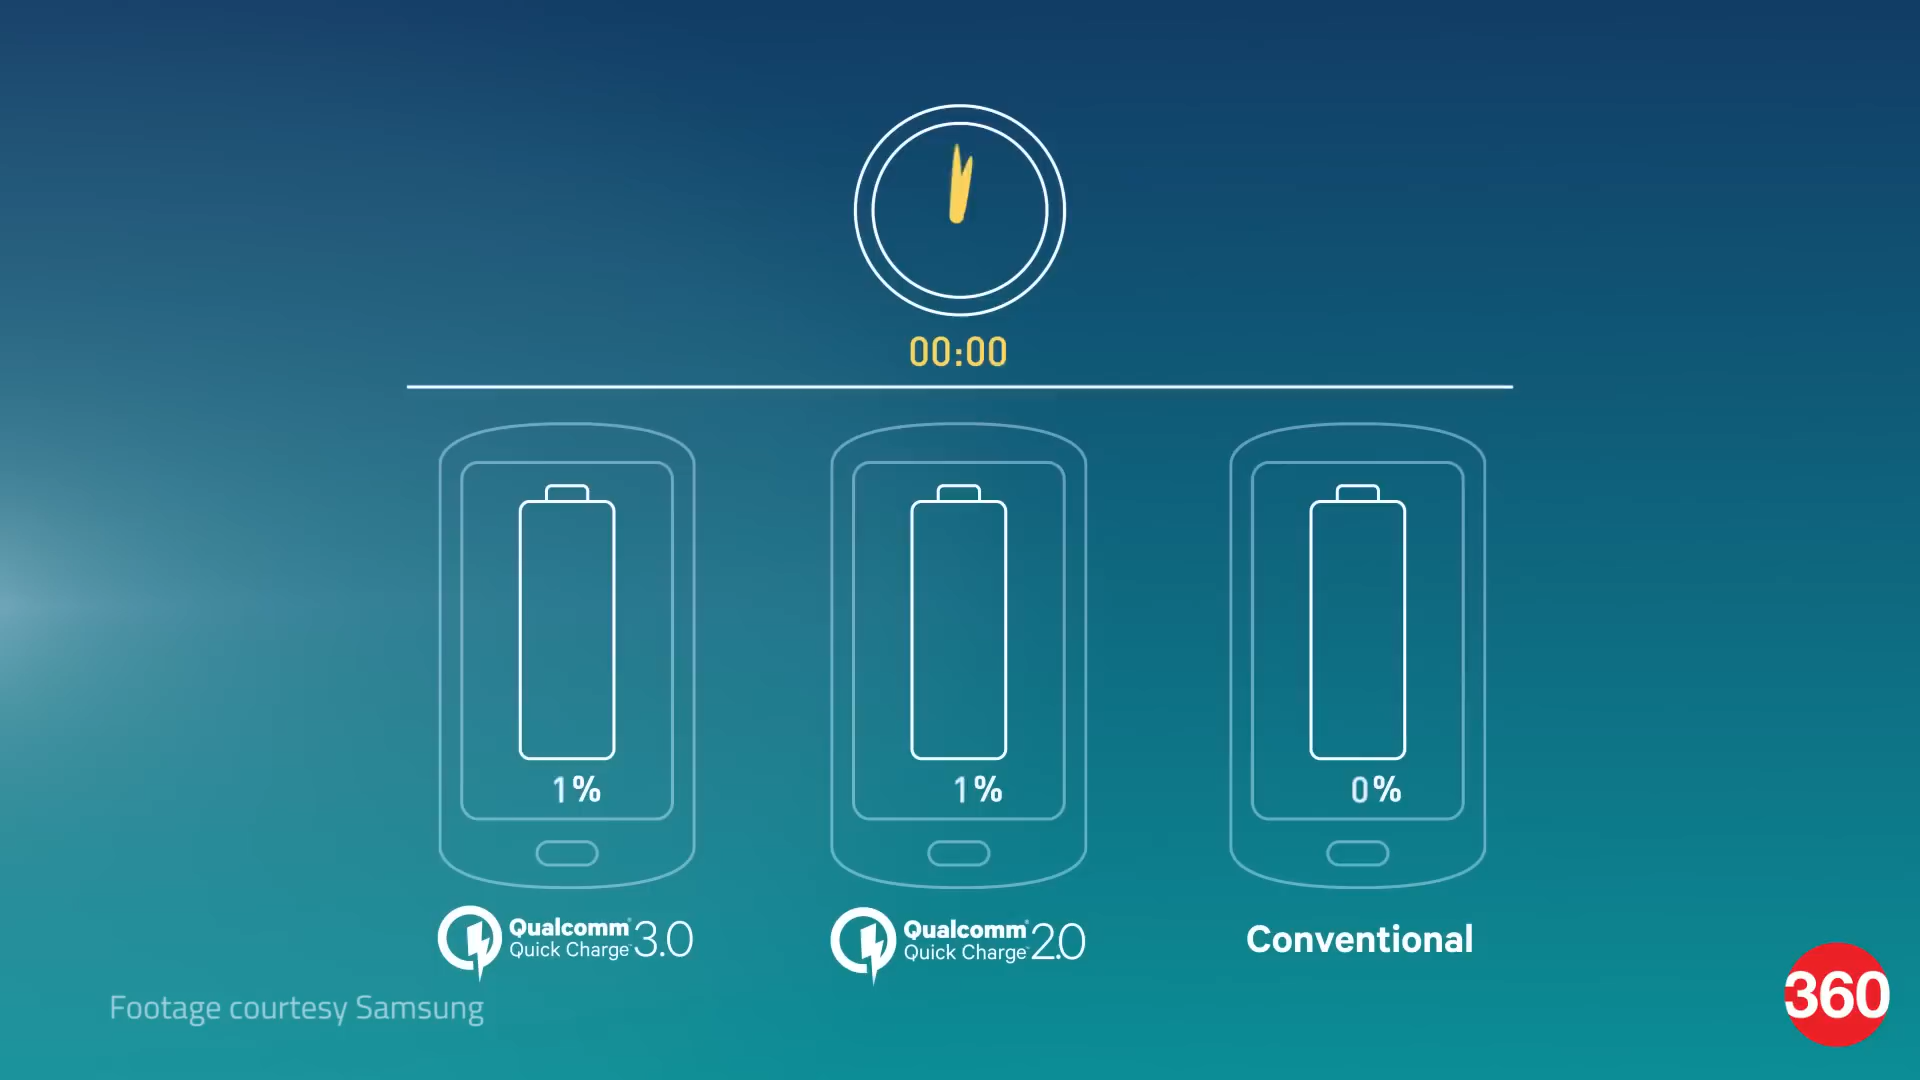 00:00
1%
1%
0%
Qualcomm 3.0
Quick Charge
Qualcomm 2.0
Quick Charge
Conventional
Footage courtesy Samsung
360